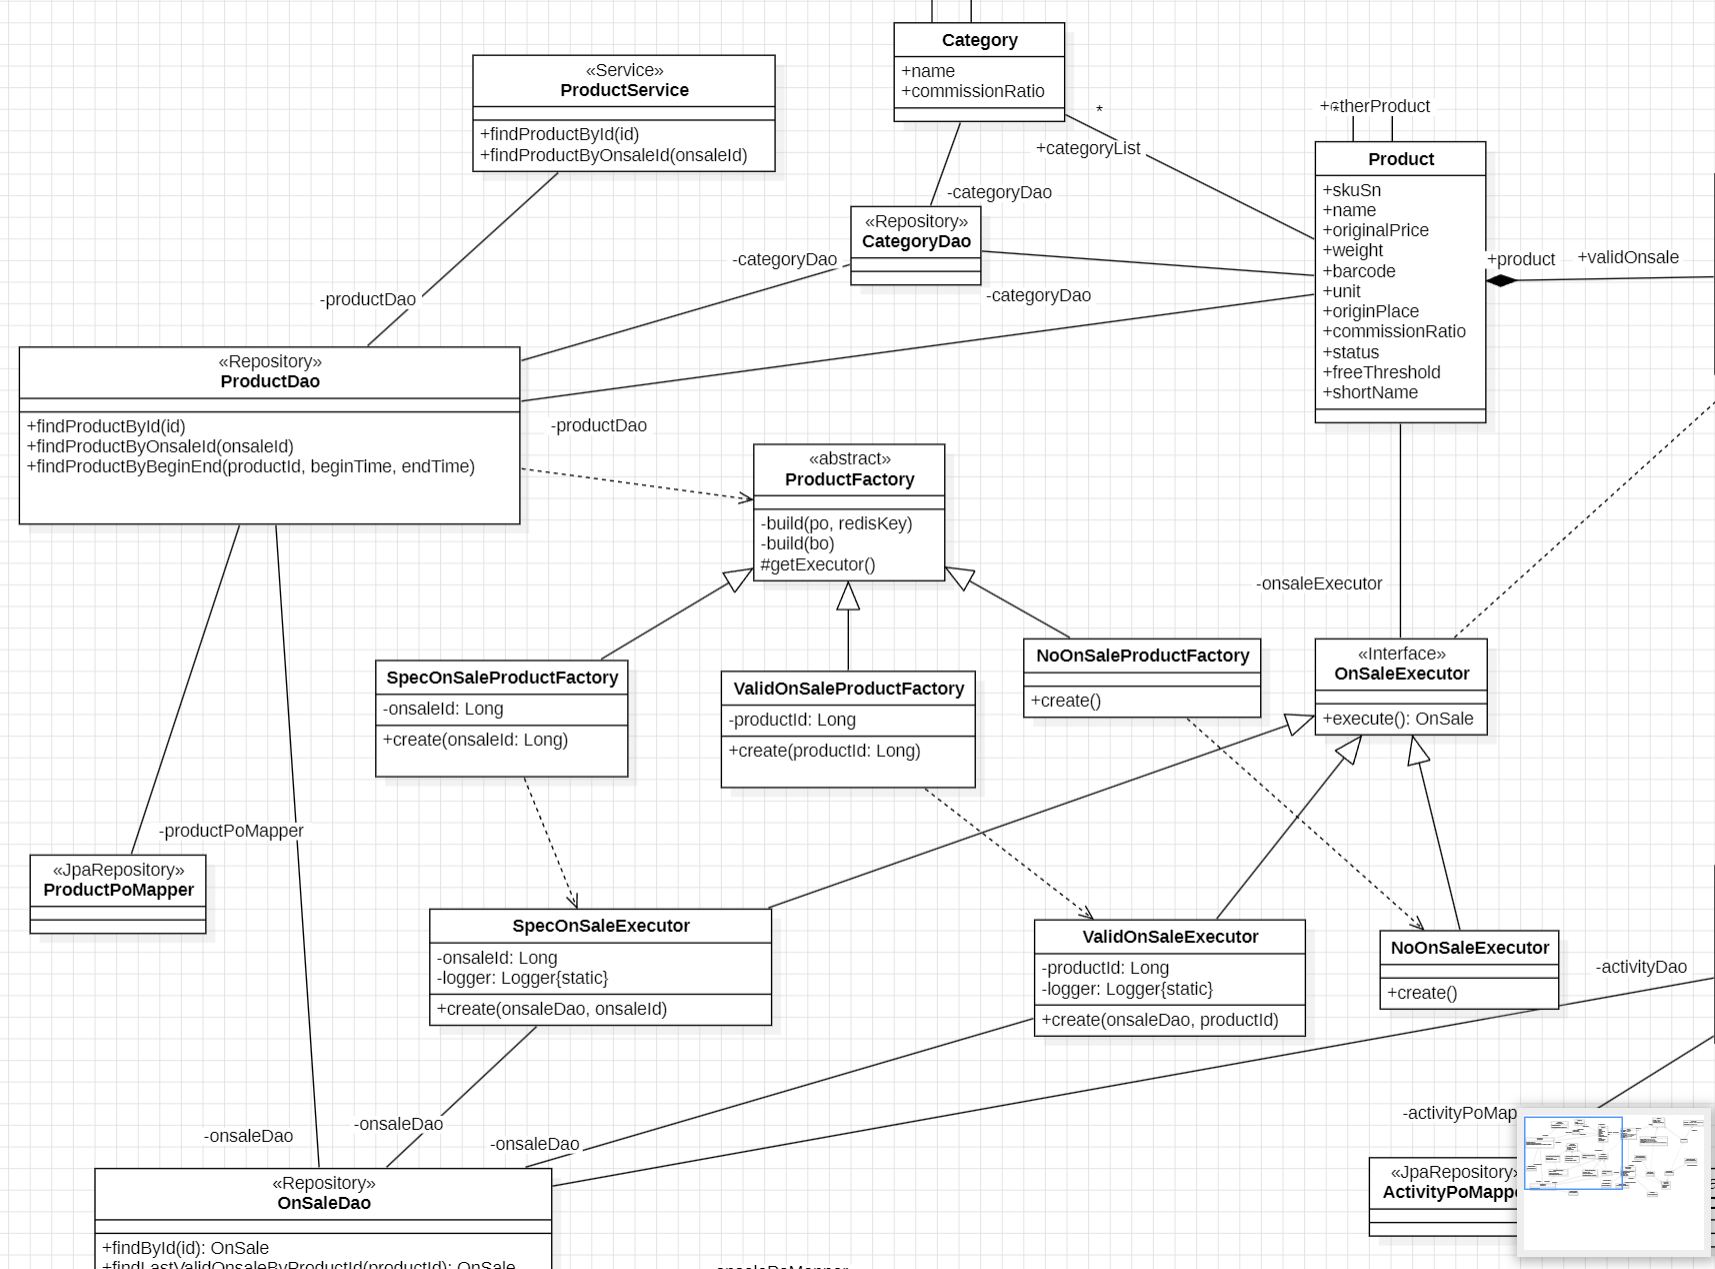 Category
+name
+commissionRatio
«Service»
ProductService
+findProductById(id)
+findProductByOnsaleId(onsaleId)
*
+categoryList
-categoryDao
«Repository»
CategoryDao
-categoryDao
-categoryDao
-productDao
Product
+skuSn
+name
+originalPrice
+weight
+barcode
+unit
+originPlace
+commissionRatio
+status
+freeThreshold
+shortName
+product
+validOnsale
«Repository»
ProductDao
+findProductById(id)
+findProductByOnsaleId(onsaleId)
+findProductByBeginEnd(productId, beginTime, endTime)
-productDao
«abstract»
ProductFactory
-build(po, redisKey)
-build(bo)
#getExecutor()
-onsaleExecutor
SpecOnSaleProductFactory
-onsaleId: Long
+create(onsaleId: Long)
ValidOnSaleProductFactory
-productId: Long
+create(productId: Long)
NoOnSaleProductFactory
+create()
«Interface»
OnSaleExecutor
+execute(): OnSale
-productPoMapper
«JpaRepository»
ProductPoMapper
SpecOnSaleExecutor
-onsaleId: Long
-logger: Logger{static}
+create(onsaleDao, onsaleId)
ValidOnSaleExecutor
-productId: Long
-logger: Logger{static}
+create(onsaleDao, productId)
NoOnSaleExecutor
+create()
-activityDao
-onsaleDao
-onsaleDao
-onsaleDao
-activityPoMap
«JpaRepository»
ActivityPoMappe
«Repository»
OnSaleDao
+findById(id): OnSale
+findLastValidOnsaleByProductId(productId): OnSale